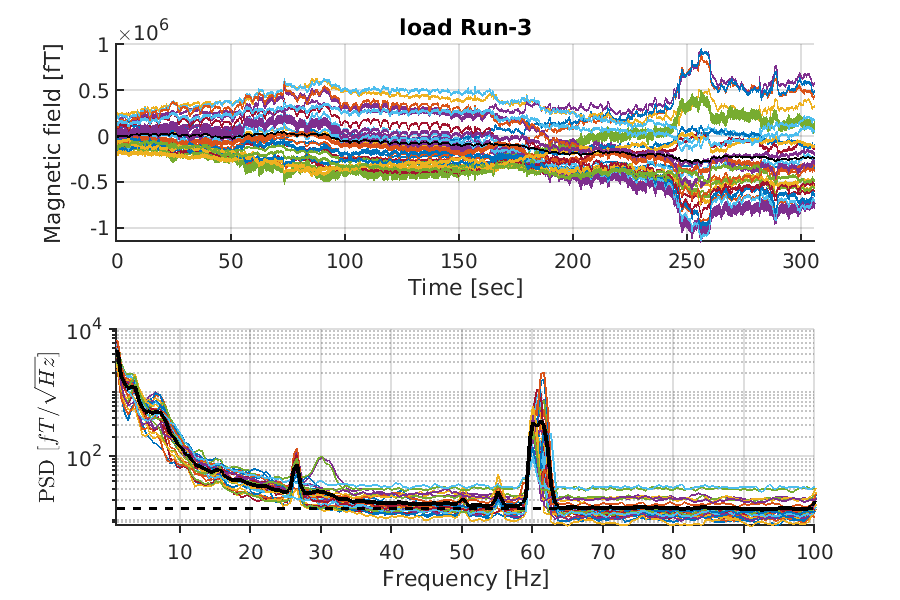 load Run-3
×10^6
Magnetic field [fT]
1
0.5
0
-0.5
-1
0 50 100 150 200 250 300
Time [sec]
PSD [fT/√Hz]
10^4
10^2
10 20 30 40 50 60 70 80 90 100
Frequency [Hz]